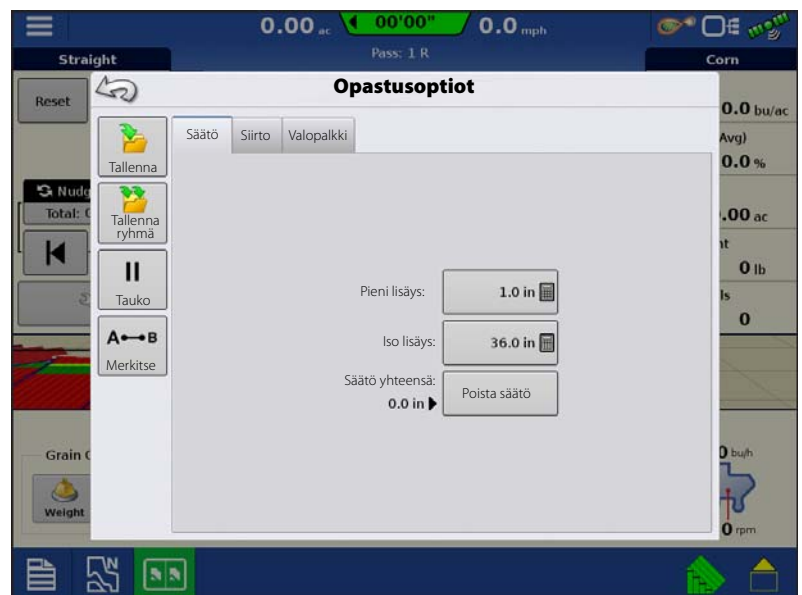 0.00 ac 00'00" 0.0 mph
Straight Pass: 1 R Corn
Opastusoptiot
Reset
Säätö Siirto Valopalkki
Tallenna
Tallenna
ryhmä
Tauko
A B
Merkitse
Pieni lisäys: 1.0 in
Iso lisäys: 36.0 in
Säätö yhteensä:
0.0 in Poista säätö
Total:
0.0 bu/ac
Avg)
0.0 %
.00 ac
0 lb
0
Grain
Weight
bu/h
0 rpm
N